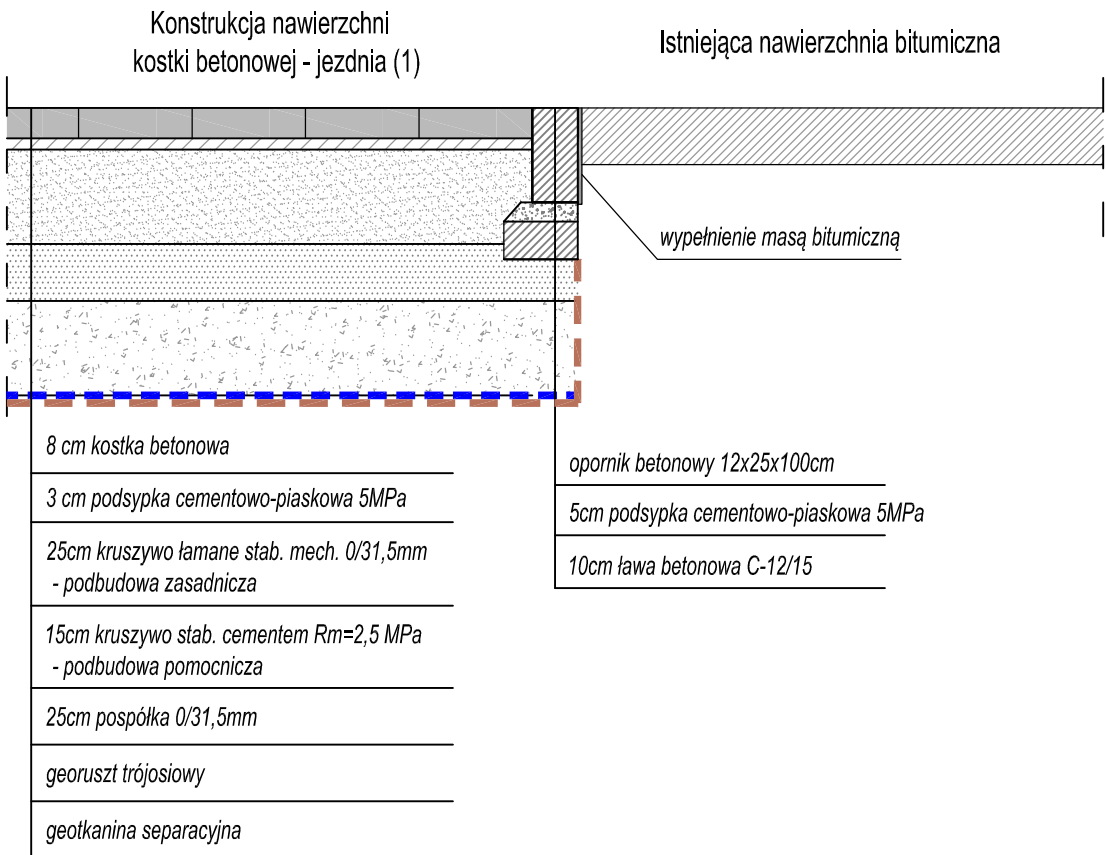 Konstrukcja nawierzchni
kostki betonowej - jezdnia (1)
Istniejąca nawierzchnia bitumiczna
wypełnienie masą bitumiczną
8 cm kostka betonowa
3 cm podsypka cementowo-piaskowa 5MPa
25cm kruszywo łamane stab. mech. 0/31,5mm
- podbudowa zasadnicza
15cm kruszywo stab. cementem Rm=2,5 MPa
- podbudowa pomocnicza
25cm pospółka 0/31,5mm
georuszt trójosiowy
geotkanina separacyjna
opornik betonowy 12x25x100cm
5cm podsypka cementowo-piaskowa 5MPa
10cm ława betonowa C-12/15